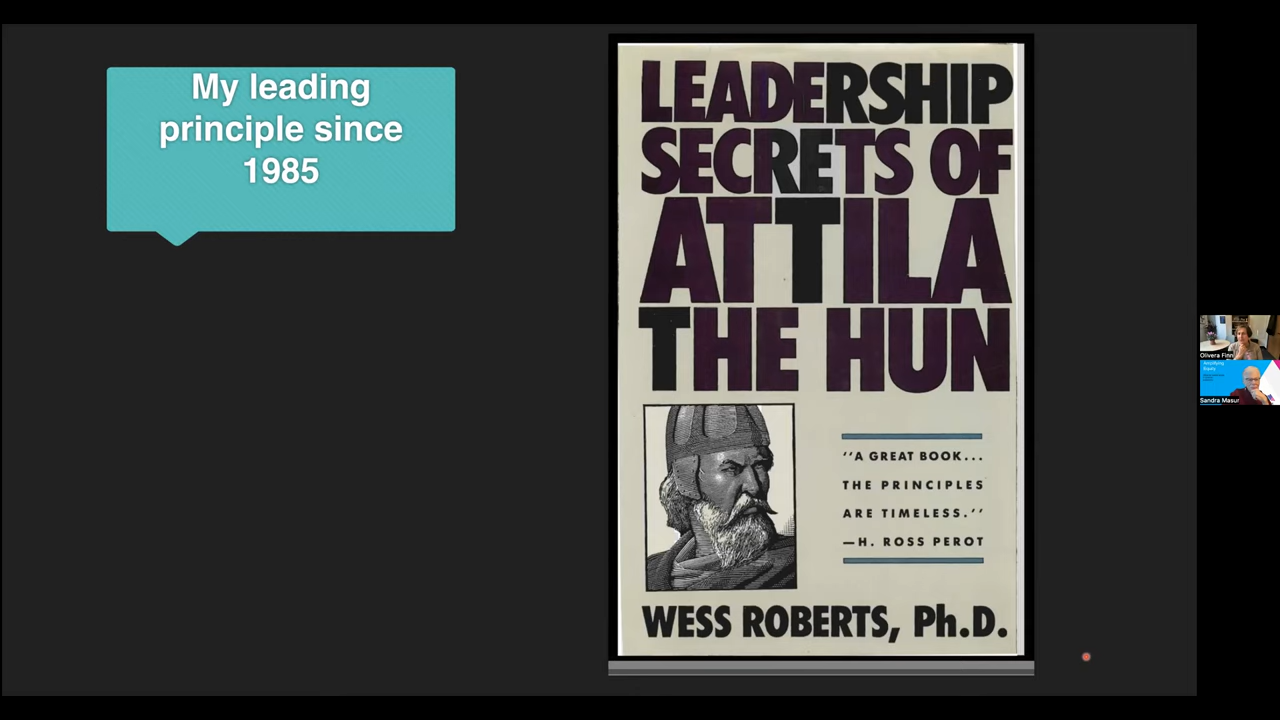 My leading
principle since
1985
LEADERSHIP
SECRETS OF
ATTILA
THE HUN
‘‘A GREAT BOOK...
THE PRINCIPLES
ARE TIMELESS.’’
—H. ROSS PEROT
WESS ROBERTS, Ph.D.
Olivera Finn
Equity
Sandra Masur